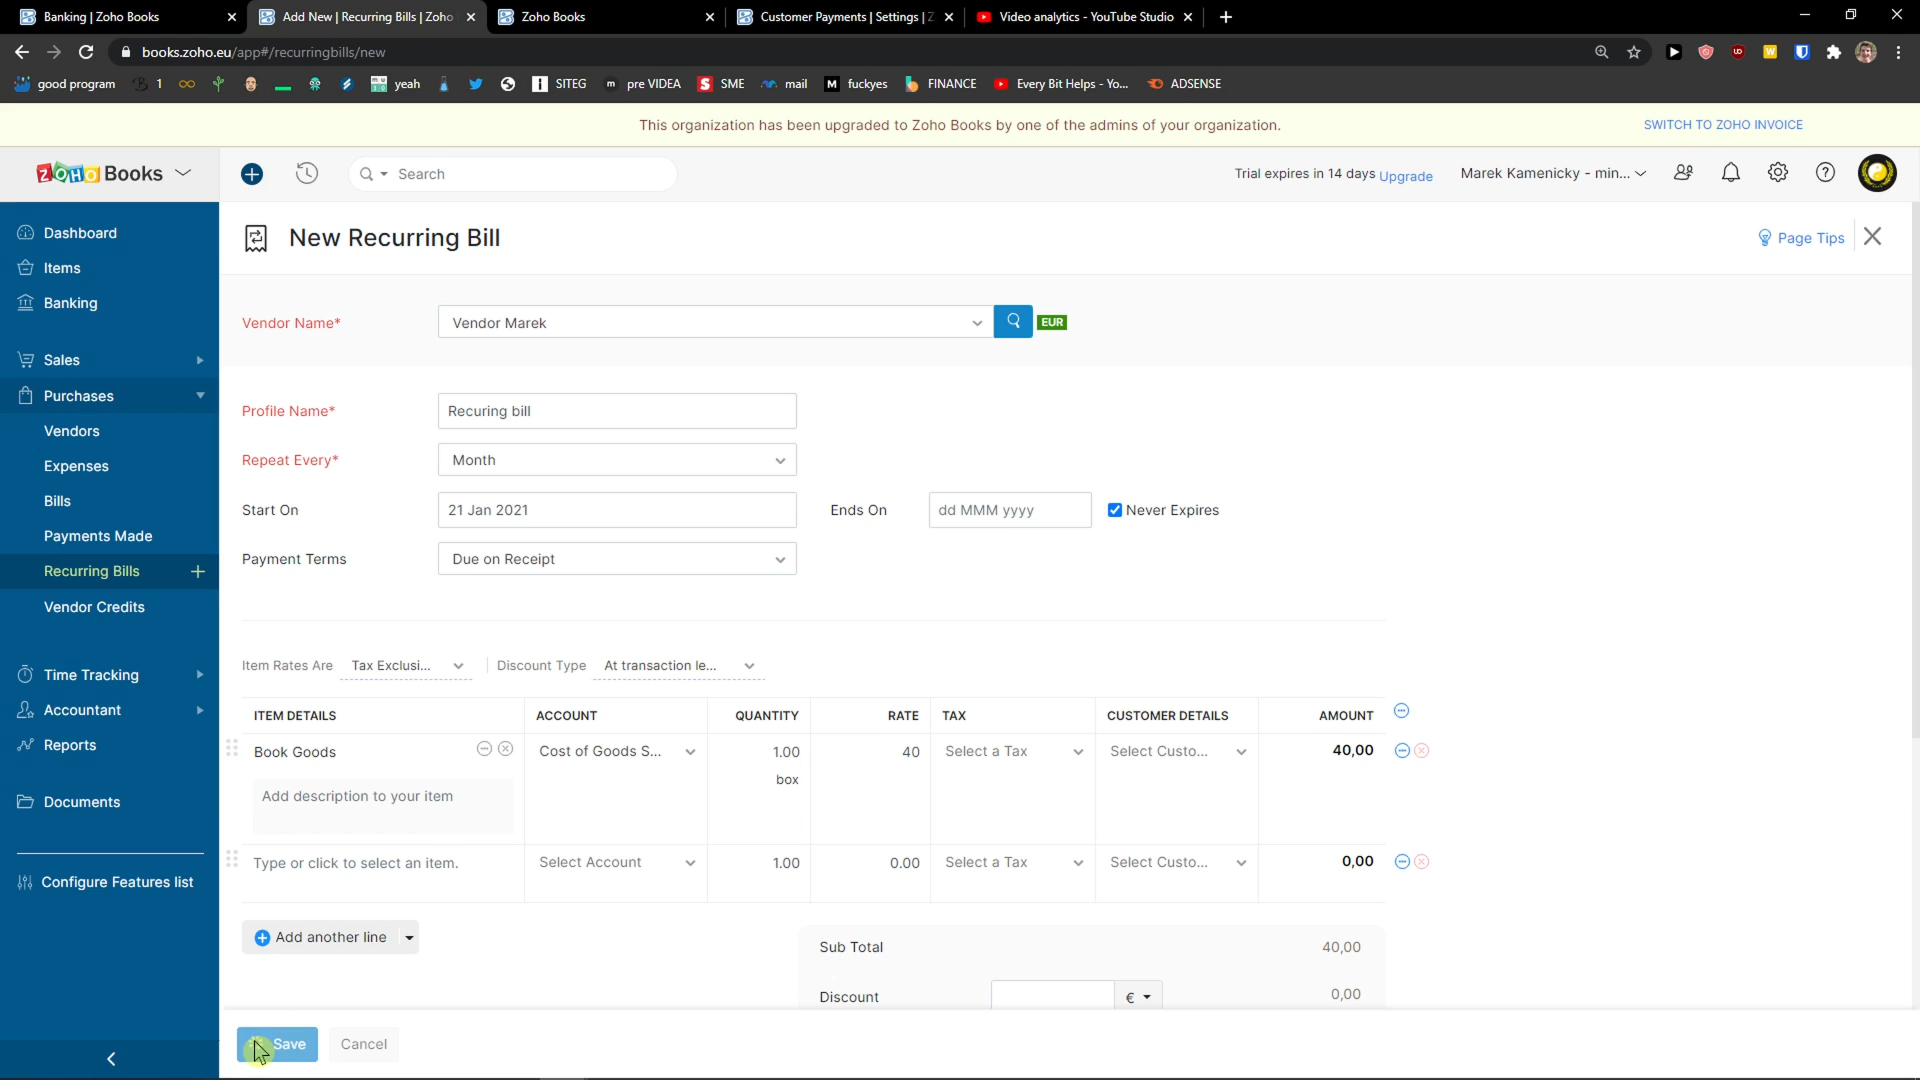 Banking | Zoho Books
Add New | Recurring Bills | Zoho
Zoho Books
Customer Payments | Settings | Z
Video analytics - YouTube Studio
books.zoho.eu/app#/recurringbills/new
good program
1
yeah
SITEG
pre VIDEA
SME
mail
fuckyes
FINANCE
Every Bit Helps - Yo...
ADSENSE
This organization has been upgraded to Zoho Books by one of the admins of your organization.
SWITCH TO ZOHO INVOICE
ZOHO Books
Search
Trial expires in 14 days Upgrade
Marek Kamenicky - min...
Dashboard
Items
Banking
Sales
Purchases
Vendors
Expenses
Bills
Payments Made
Recurring Bills
Vendor Credits
Time Tracking
Accountant
Reports
Documents
Configure Features list
New Recurring Bill
Page Tips
Vendor Name*
Vendor Marek
EUR
Profile Name*
Recuring bill
Repeat Every*
Month
Start On
21 Jan 2021
Ends On
dd MMM yyyy
Never Expires
Payment Terms
Due on Receipt
Item Rates Are
Tax Exclusi...
Discount Type
At transaction le...
ITEM DETAILS ACCOUNT QUANTITY RATE TAX CUSTOMER DETAILS AMOUNT
Book Goods Cost of Goods S... 1.00 40 Select a Tax Select Custo... 40,00
box
Add description to your item
Type or click to select an item. Select Account 1.00 0.00 Select a Tax Select Custo... 0,00
Add another line
Sub Total 40,00
Discount € 0,00
Save
Cancel